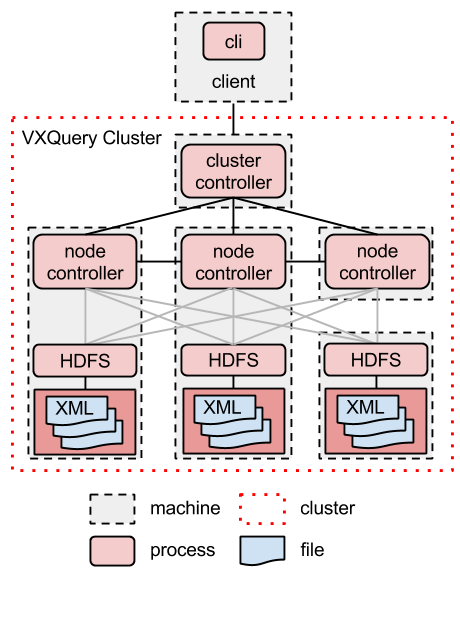 cli
client
VXQuery Cluster
cluster
controller
node
controller
node
controller
node
controller
HDFS
HDFS
HDFS
XML
XML
XML
machine
cluster
process
file